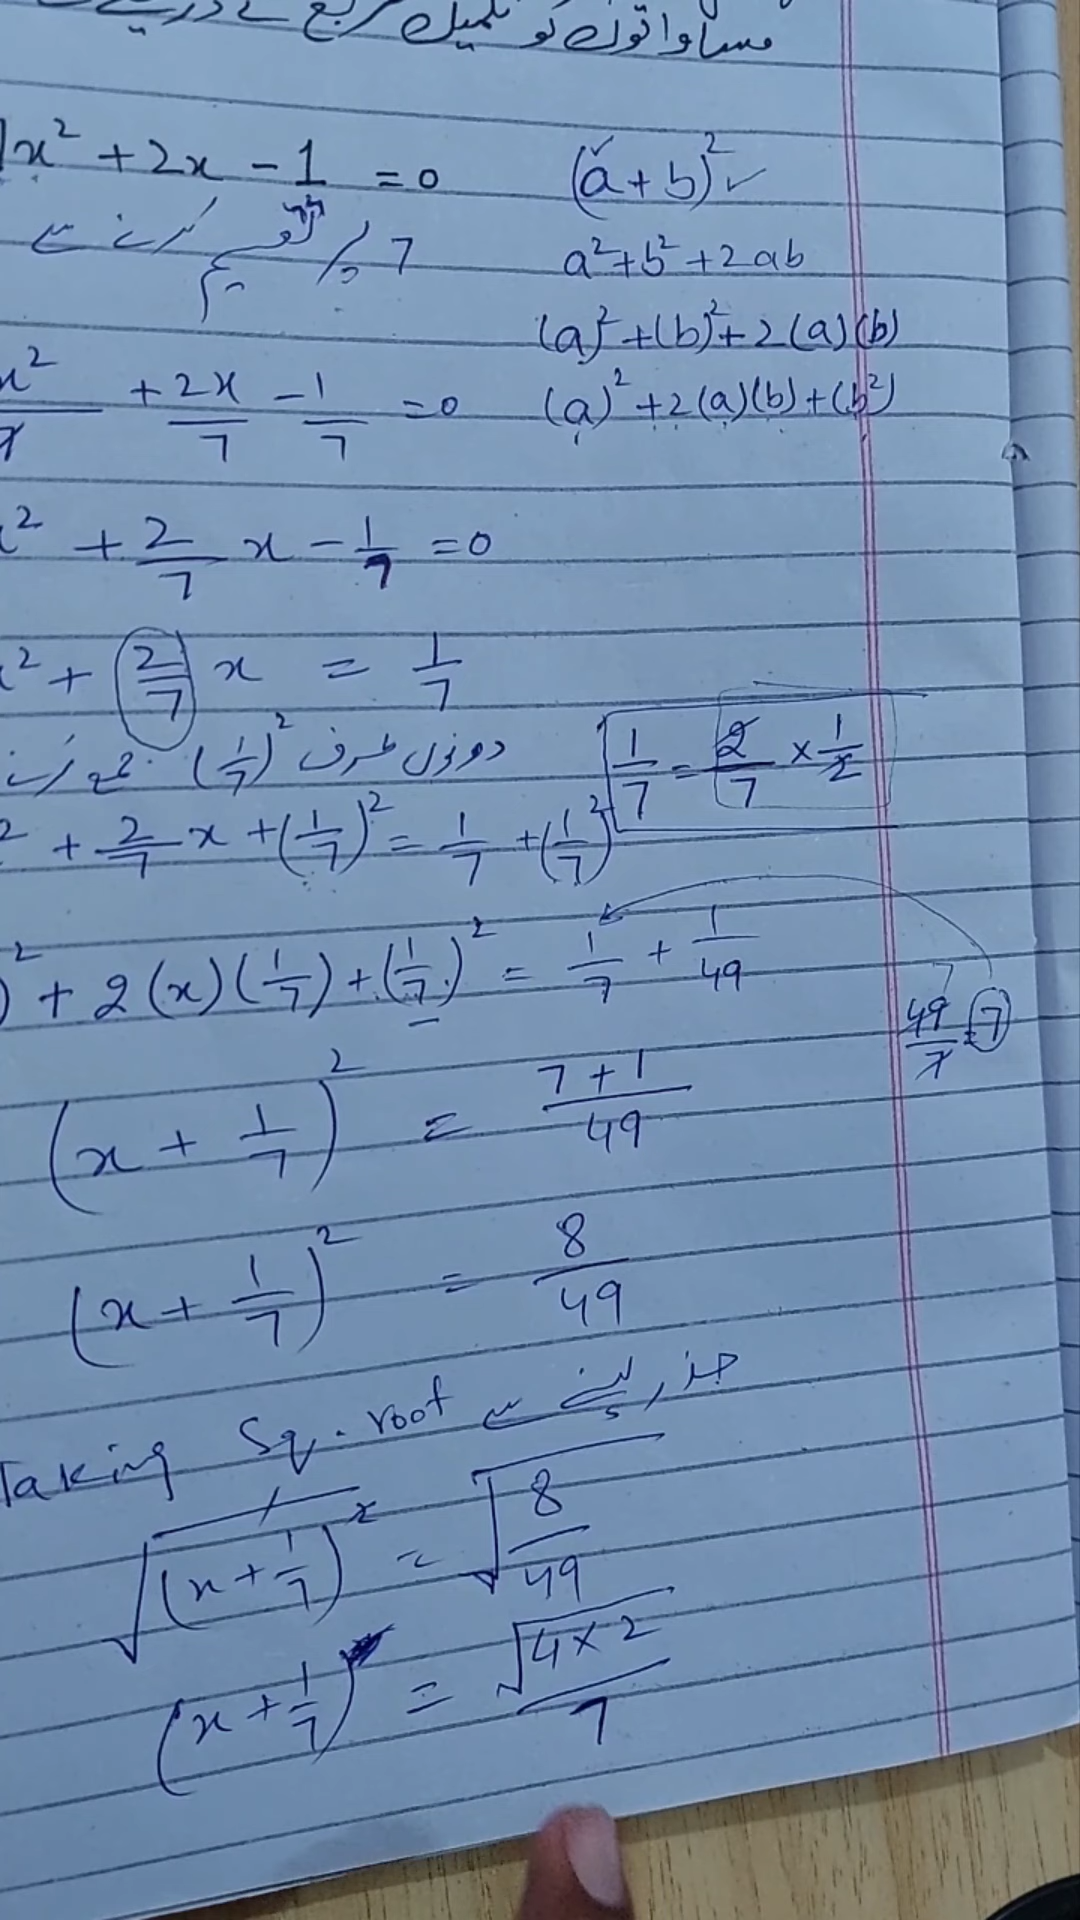 مساواتوں کو تکمیل مربع کے ذریعے
x² + 2x - 1 = 0
(a + b)²
7 پر تقسیم کرنے سے
a² + b² + 2ab
(a)² + (b)² + 2(a)(b)
x²/7 + 2x/7 - 1/7 = 0
(a)² + 2(a)(b) + (b²)
x² + 2/7 x - 1/7 = 0
x² + 2/7 x = 1/7
دونوں طرف (1/7)² جمع
1/7 = 2/7 × 1/2
x² + 2/7 x + (1/7)² = 1/7 + (1/7)²
)² + 2(x)(1/7) + (1/7)² = 1/7 + 1/49
49/7 = 7
(x + 1/7)² = 7+1/49
(x + 1/7)² = 8/49
Taking Sq. root جذر لینے سے
√(x + 1/7)² = √8/49
(x + 1/7) = √4×2/7